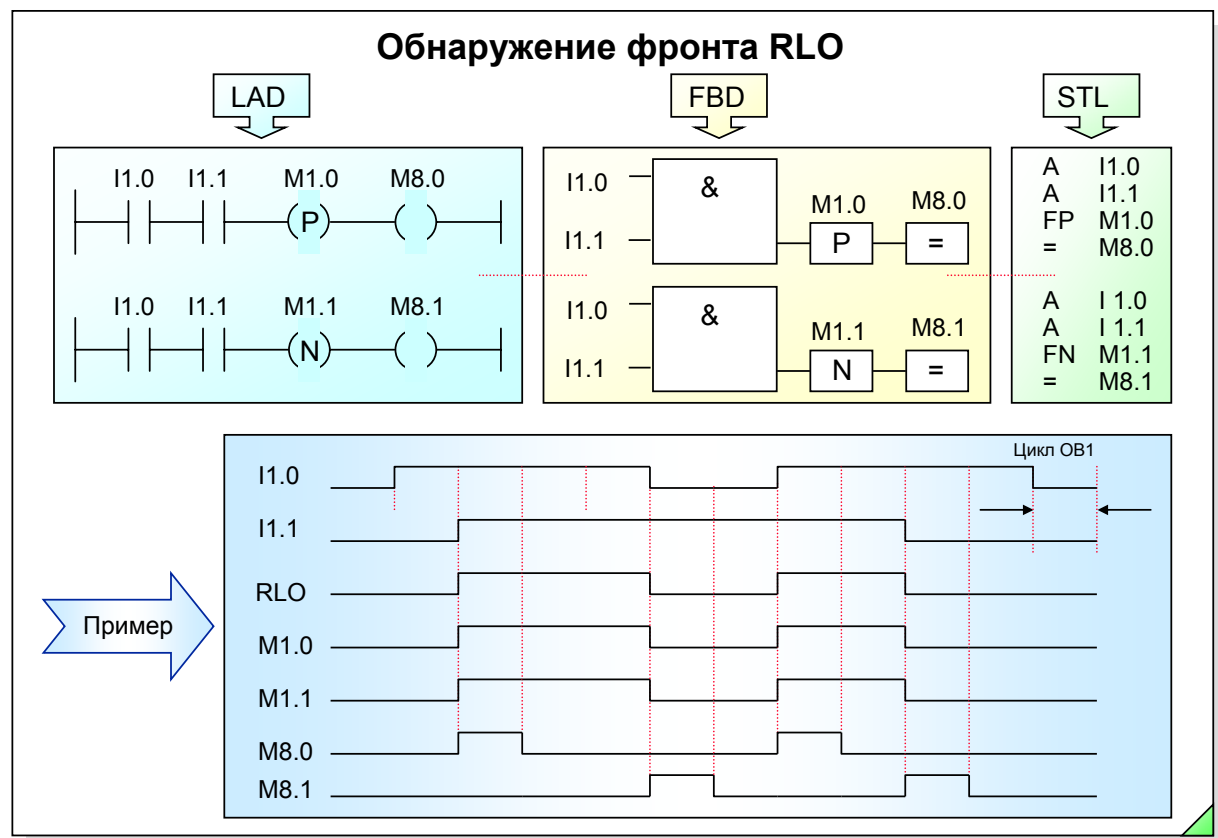 Обнаружение фронта RLO
LAD
FBD
STL
I1.0 I1.1 M1.0 M8.0
P
I1.0 I1.1 M1.1 M8.1
N
I1.0
&
M1.0 M8.0
I1.1
P =
I1.0
&
M1.1 M8.1
I1.1
N =
A I1.0
A I1.1
FP M1.0
= M8.0
A I 1.0
A I 1.1
FN M1.1
= M8.1
Пример
Цикл OB1
I1.0
I1.1
RLO
M1.0
M1.1
M8.0
M8.1